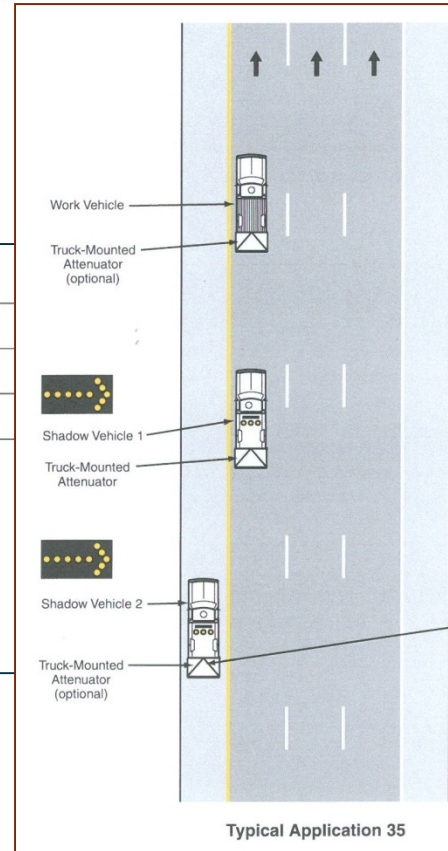 Work Vehicle
Truck-Mounted
Attenuator
(optional)
Shadow Vehicle 1
Truck-Mounted
Attenuator
Shadow Vehicle 2
Truck-Mounted
Attenuator
(optional)
Typical Application 35